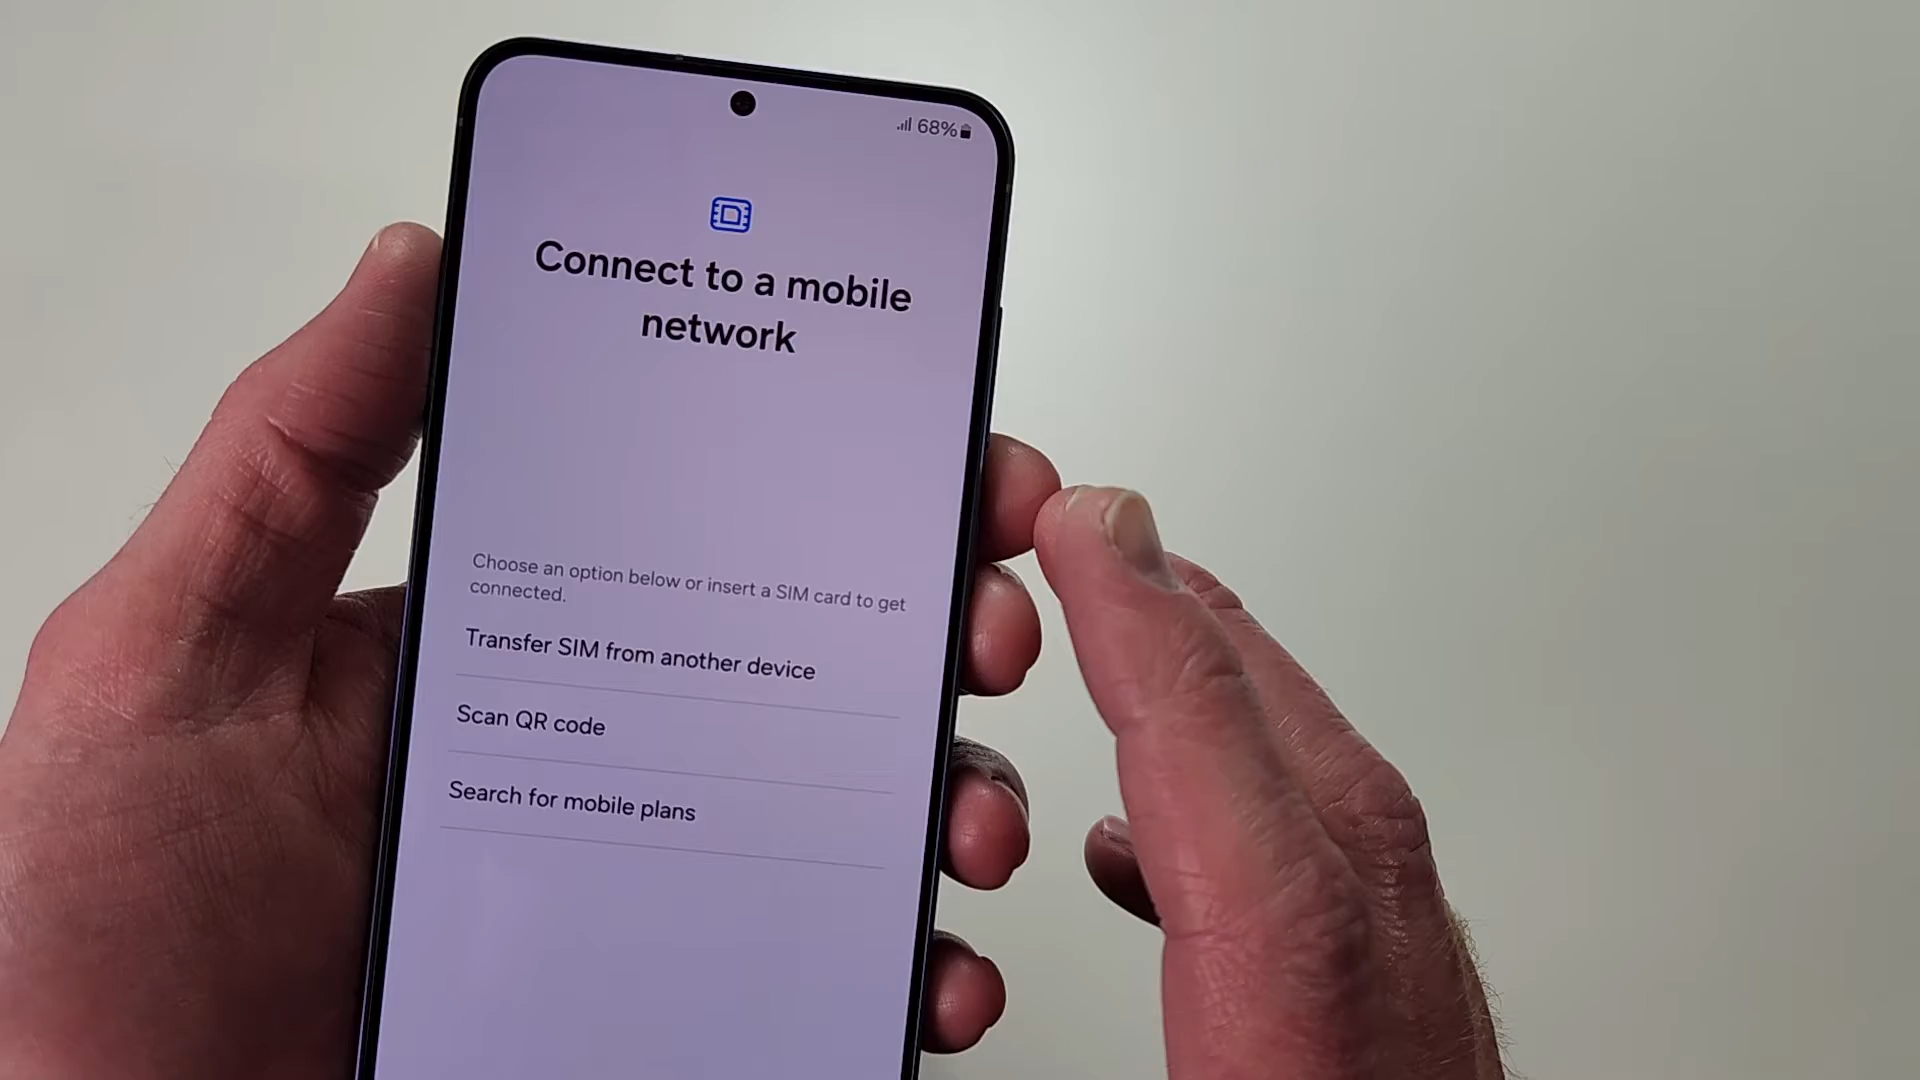 68%
Connect to a mobile
network
Choose an option below or insert a SIM card to get
connected.
Transfer SIM from another device
Scan QR code
Search for mobile plans